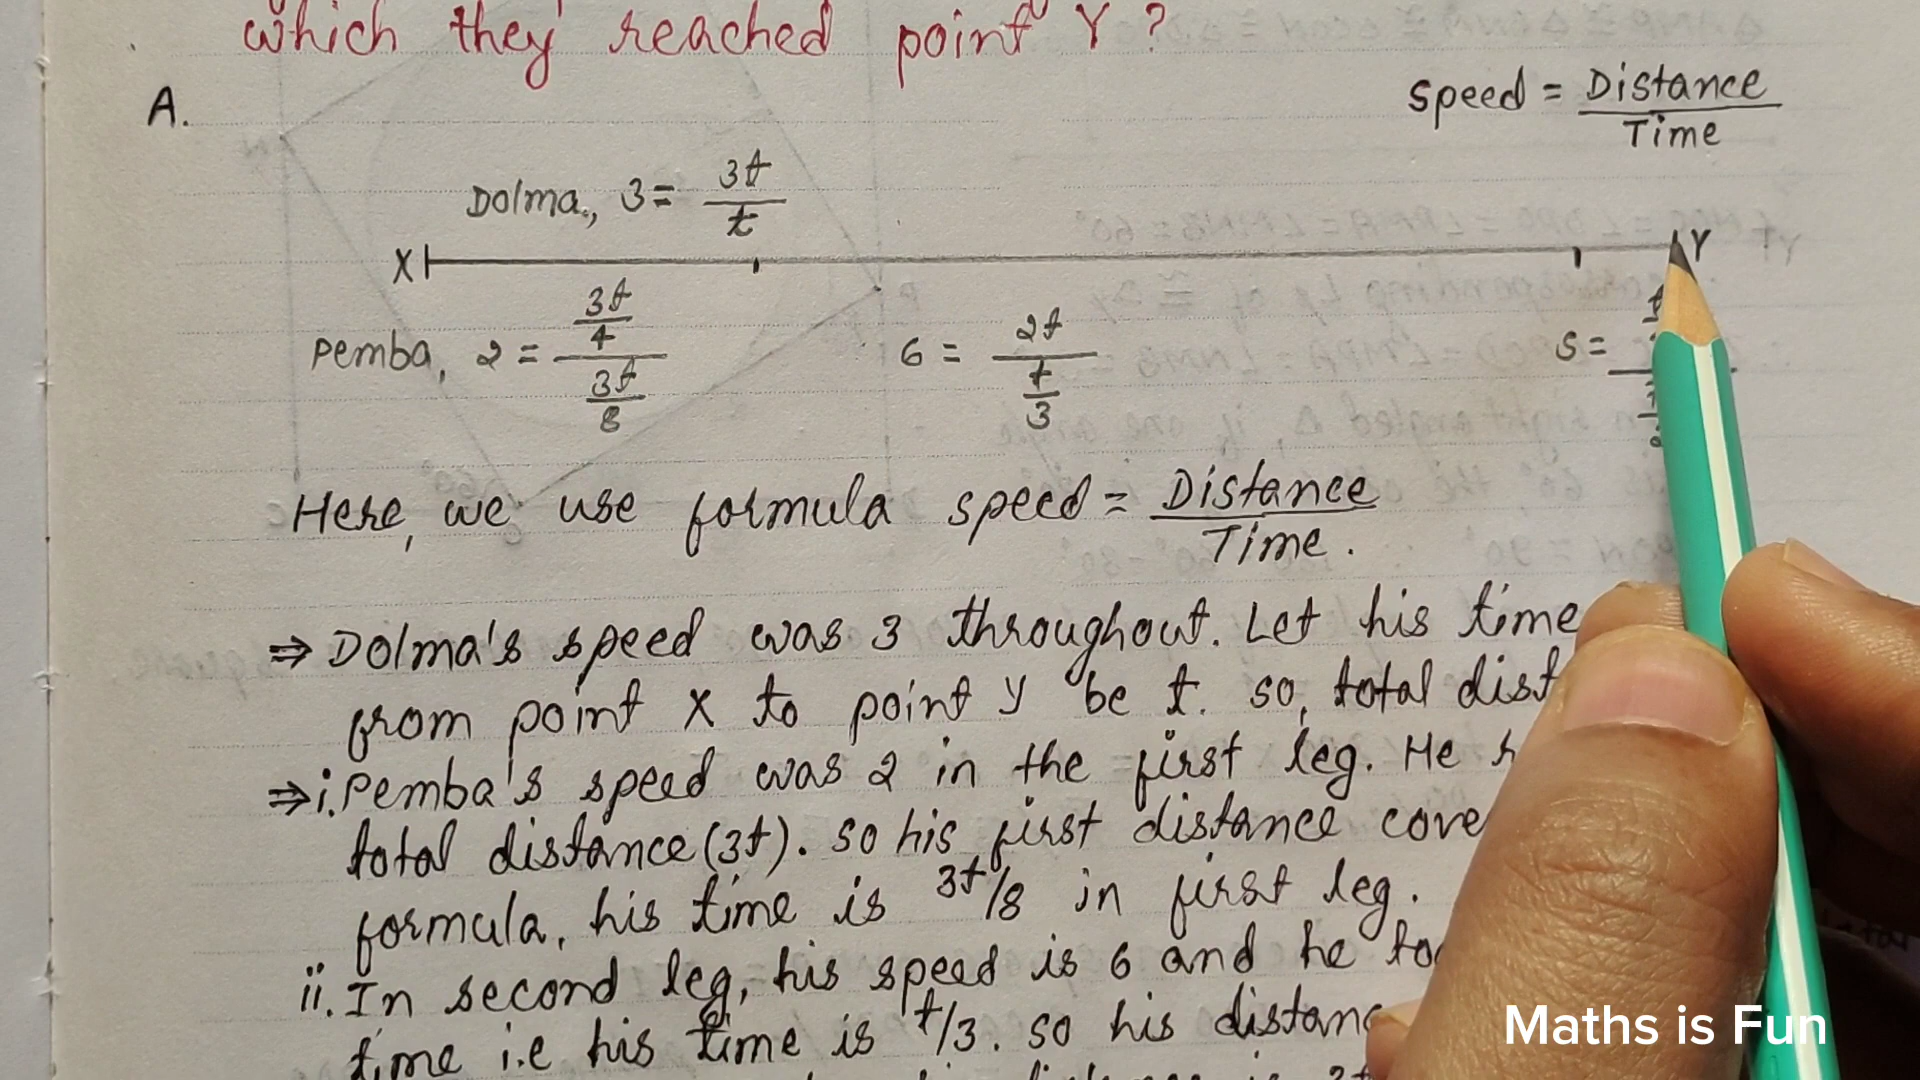 which they reached point Y ?
A.
speed = Distance
Time
Dolma, 3 = 3t
t
X Y
Pemba, 2 = 3t/4 / 3t/8 6 = 2t / t/3 5 =
Here, we use formula speed = Distance
Time.
⇒ Dolma's speed was 3 throughout. Let his time
from point X to point Y be t. so, total
⇒ i. Pemba's speed was 2 in the first leg. He
total distance (3t). so his first distance
formula, his time is 3t/8 in first leg.
ii. In second leg, his speed is 6 and he
time i.e his time is t/3. so his
Maths is Fun